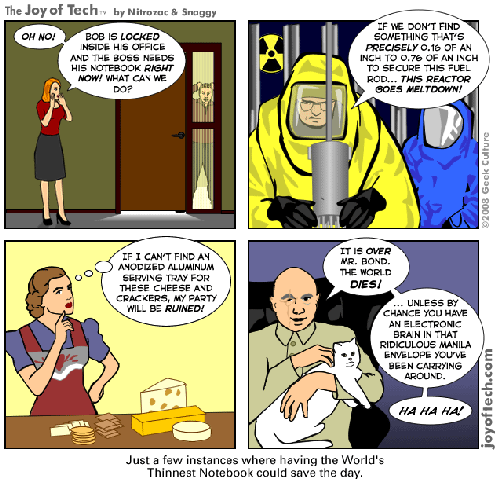 The Joy of Tech™ by Nitrozac & Snaggy
OH NO!
BOB IS LOCKED
INSIDE HIS OFFICE
AND THE BOSS NEEDS
HIS NOTEBOOK RIGHT
NOW! WHAT CAN WE
DO?
IF WE DON'T FIND
SOMETHING THAT'S
PRECISELY 0.16 OF AN
INCH TO 0.76 OF AN INCH
TO SECURE THIS FUEL
ROD... THIS REACTOR
GOES MELTDOWN!
©2008 Geek Culture
IF I CAN'T FIND AN
ANODIZED ALUMINUM
SERVING TRAY FOR
THESE CHEESE AND
CRACKERS, MY PARTY
WILL BE RUINED!
IT IS OVER
MR. BOND.
THE WORLD
DIES!
... UNLESS BY
CHANCE YOU HAVE
AN ELECTRONIC
BRAIN IN THAT
RIDICULOUS MANILA
ENVELOPE YOU'VE
BEEN CARRYING
AROUND.
HA HA HA!
joyoftech.com
Just a few instances where having the World's
Thinnest Notebook could save the day.